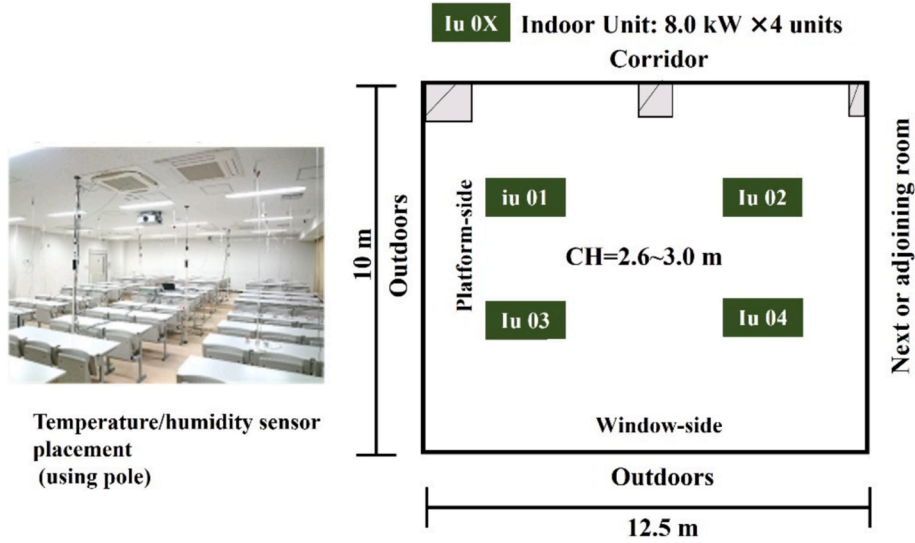 Iu 0X Indoor Unit: 8.0 kW ×4 units
Corridor
Outdoors
10 m
Platform-side
iu 01
Iu 02
CH=2.6~3.0 m
Iu 03
Iu 04
Next or adjoining room
Window-side
Outdoors
12.5 m
Temperature/humidity sensor
placement
(using pole)